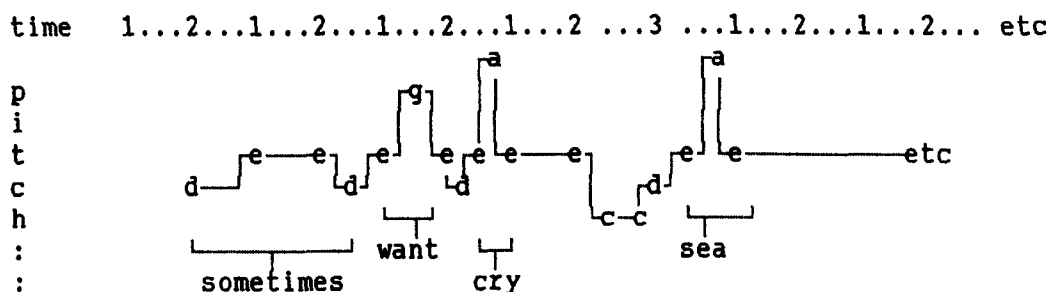 time 1...2...1...2...1...2...1...2 ...3 ...1...2...1...2... etc
a a
p g
i
t e e e e e e e e e etc
c d d d d
h c c
: want sea
: sometimes cry